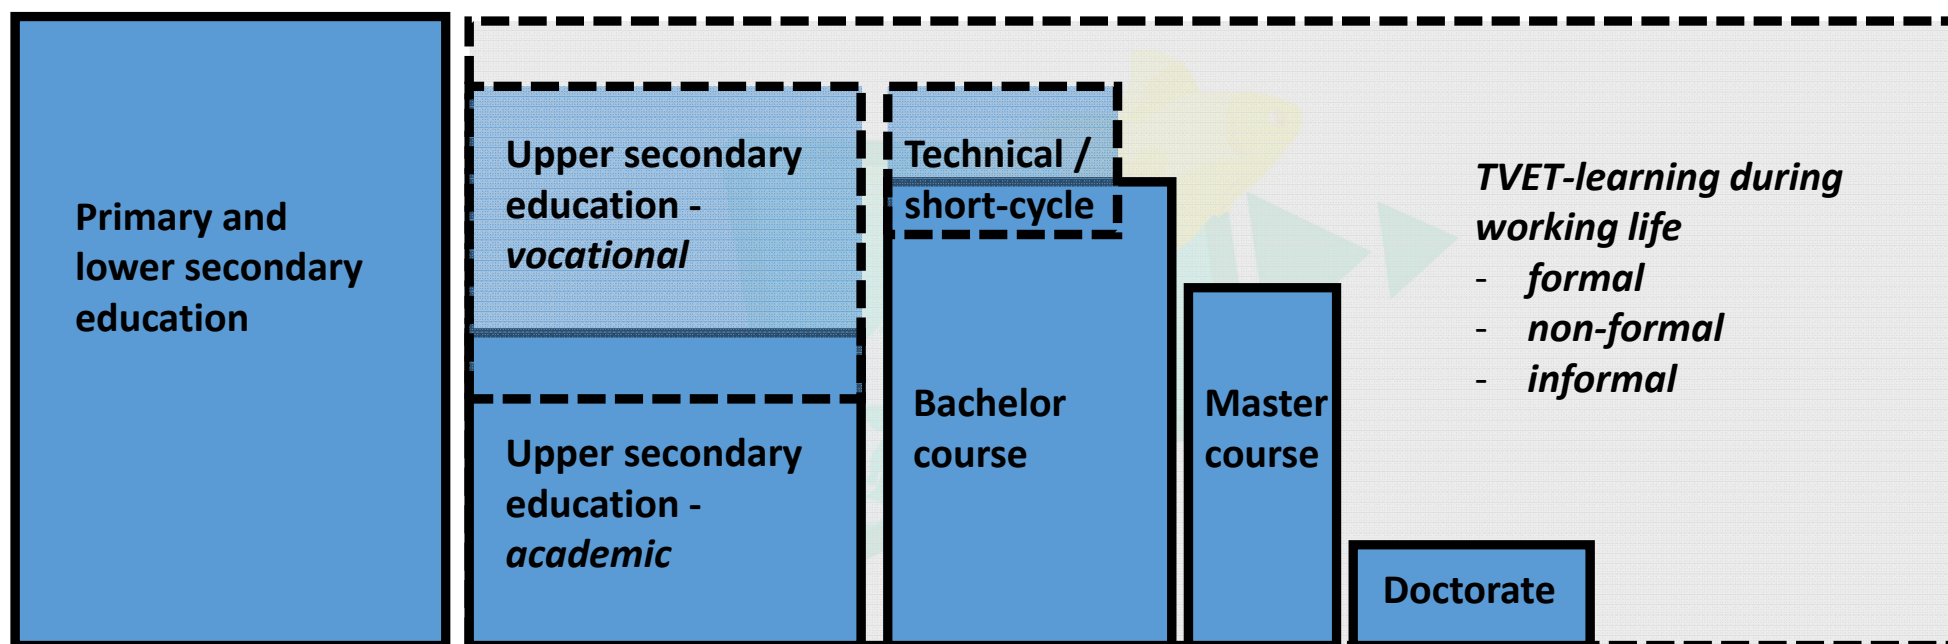 Primary and
lower secondary
education
Upper secondary
education -
vocational
Upper secondary
education -
academic
Technical /
short-cycle
Bachelor
course
Master
course
Doctorate
TVET-learning during
working life
- formal
- non-formal
- informal